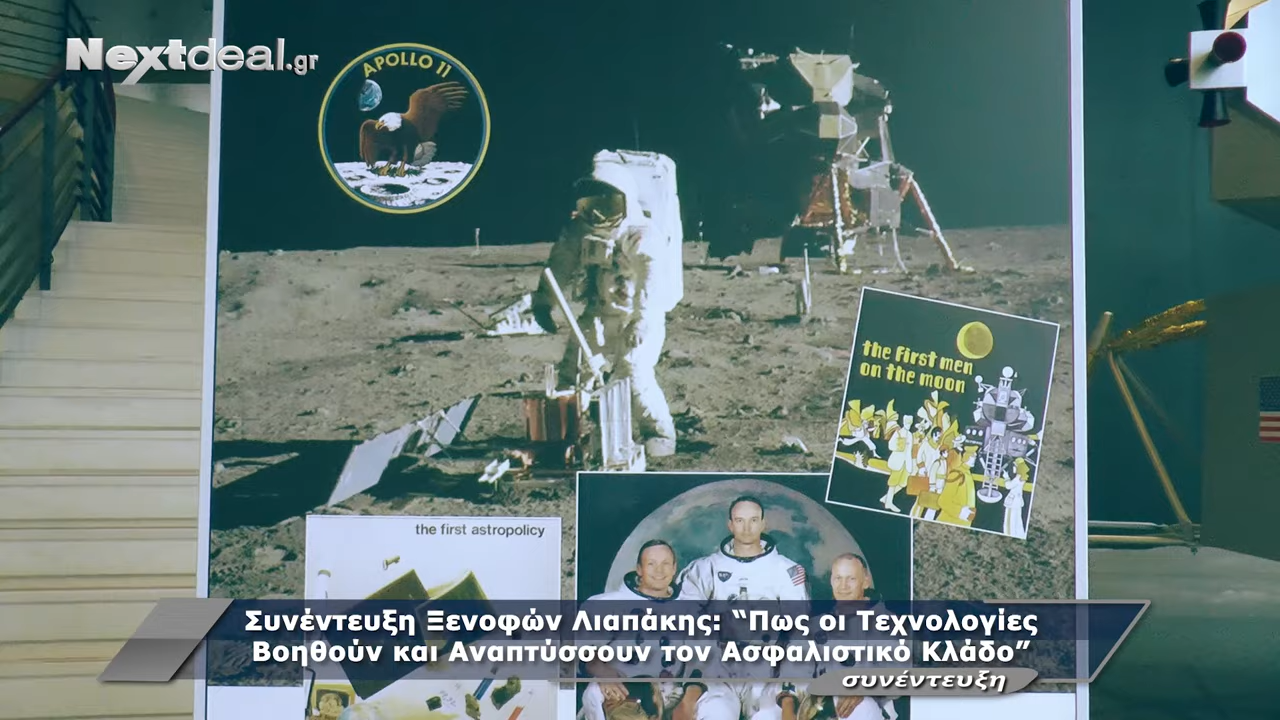 Nextdeal.gr
APOLLO 11
the first men
on the moon
the first astropolicy
Συνέντευξη Ξενοφών Λιαπάκης: “Πως οι Τεχνολογίες
Βοηθούν και Αναπτύσσουν τον Ασφαλιστικό Κλάδο”
συνέντευξη